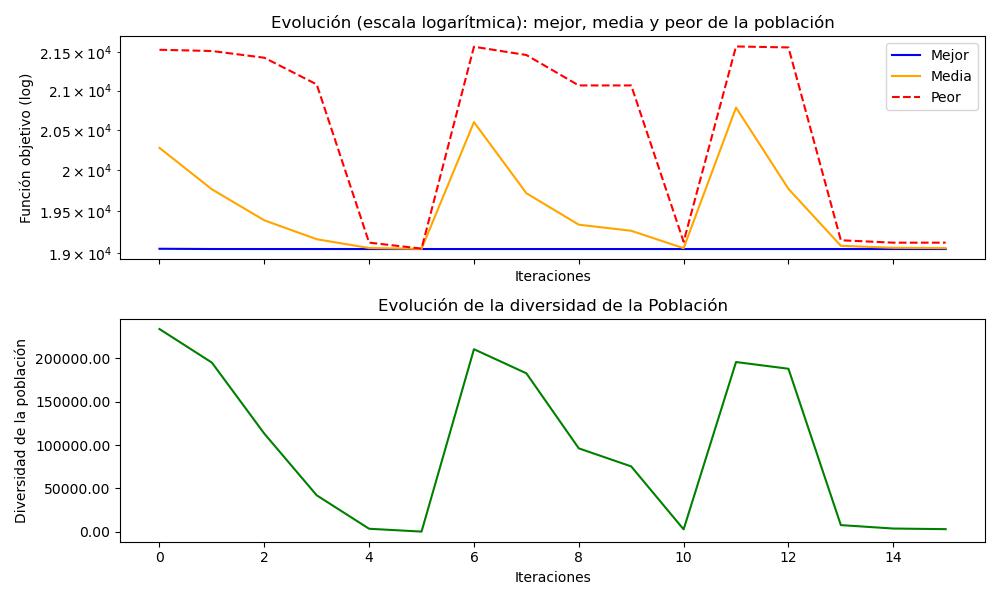 Evolución (escala logarítmica): mejor, media y peor de la población
Función objetivo (log)
2.15 × 10⁴
2.1 × 10⁴
2.05 × 10⁴
2 × 10⁴
1.95 × 10⁴
1.9 × 10⁴
Mejor
Media
Peor
Iteraciones
Evolución de la diversidad de la Población
Diversidad de la población
200000.00
150000.00
100000.00
50000.00
0.00
0 2 4 6 8 10 12 14
Iteraciones